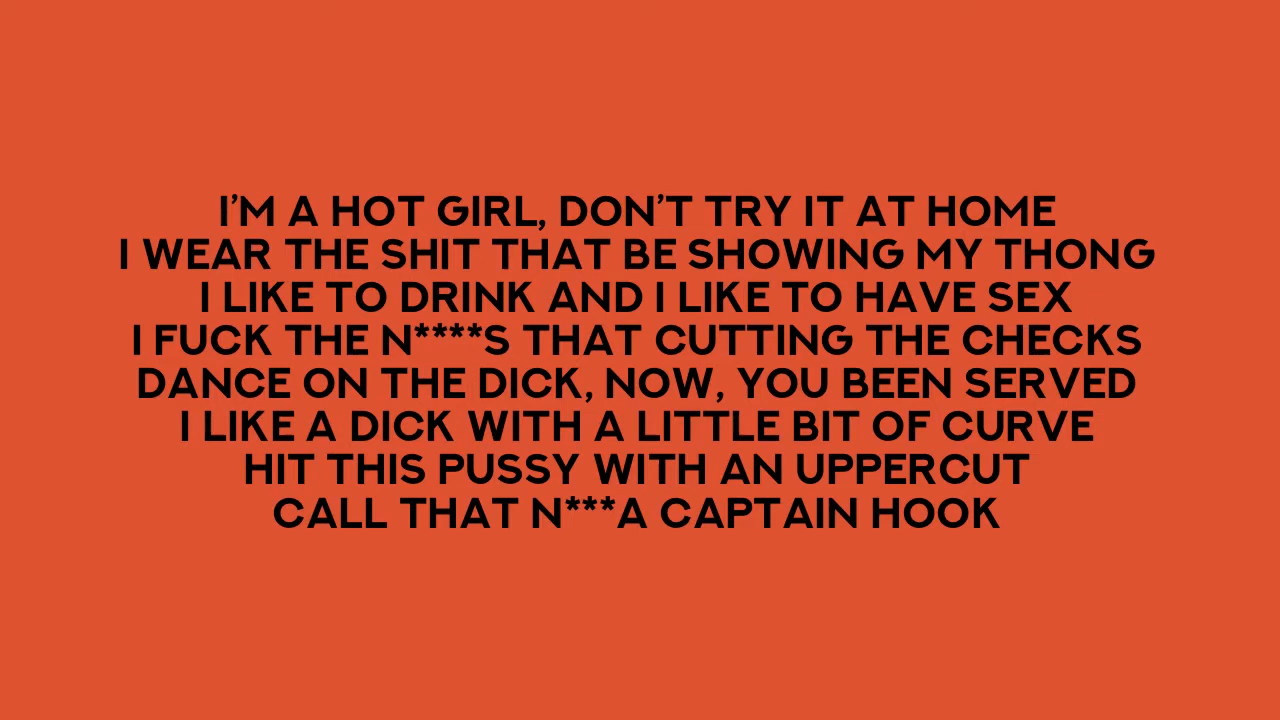 I'M A HOT GIRL, DON'T TRY IT AT HOME
I WEAR THE SHIT THAT BE SHOWING MY THONG
I LIKE TO DRINK AND I LIKE TO HAVE SEX
I FUCK THE N****S THAT CUTTING THE CHECKS
DANCE ON THE DICK, NOW, YOU BEEN SERVED
I LIKE A DICK WITH A LITTLE BIT OF CURVE
HIT THIS PUSSY WITH AN UPPERCUT
CALL THAT N***A CAPTAIN HOOK